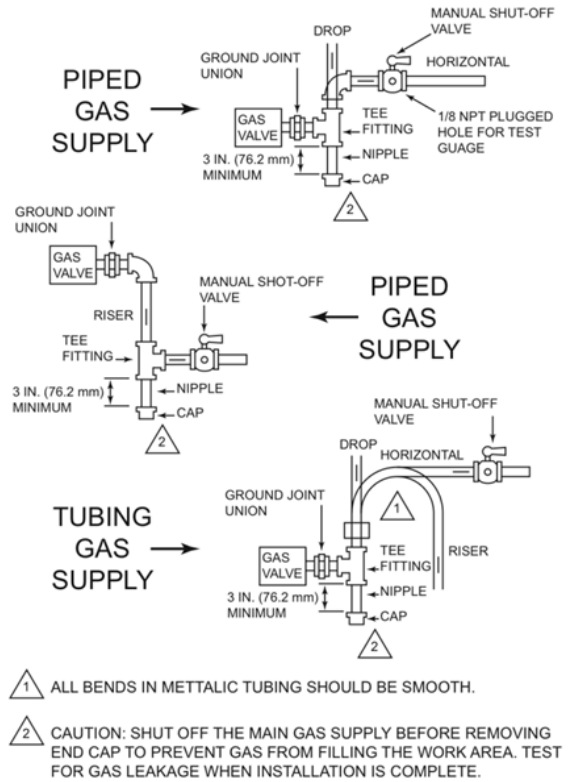 MANUAL SHUT-OFF
VALVE
DROP
GROUND JOINT
UNION
HORIZONTAL
PIPED
GAS
SUPPLY
GAS
VALVE
TEE
FITTING
1/8 NPT PLUGGED
HOLE FOR TEST
GUAGE
3 IN. (76.2 mm)
MINIMUM
NIPPLE
CAP
2
GROUND JOINT
UNION
GAS
VALVE
RISER
MANUAL SHOT-OFF
VALVE
PIPED
GAS
SUPPLY
TEE
FITTING
3 IN. (76.2 mm)
MINIMUM
NIPPLE
CAP
2
MANUAL SHUT-OFF
VALVE
DROP
HORIZONTAL
1
GROUND JOINT
UNION
TUBING
GAS
SUPPLY
GAS
VALVE
TEE
FITTING
RISER
3 IN. (76.2 mm)
MINIMUM
NIPPLE
CAP
2
1 ALL BENDS IN METTALIC TUBING SHOULD BE SMOOTH.
2 CAUTION: SHUT OFF THE MAIN GAS SUPPLY BEFORE REMOVING
END CAP TO PREVENT GAS FROM FILLING THE WORK AREA. TEST
FOR GAS LEAKAGE WHEN INSTALLATION IS COMPLETE.